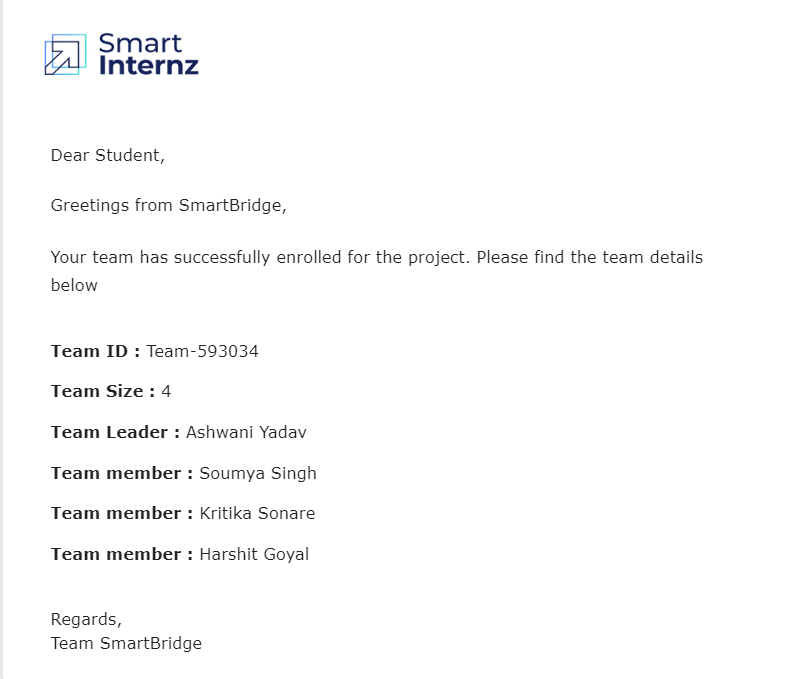 Smart
Internz
Dear Student,
Greetings from SmartBridge,
Your team has successfully enrolled for the project. Please find the team details
below
Team ID : Team-593034
Team Size : 4
Team Leader : Ashwani Yadav
Team member : Soumya Singh
Team member : Kritika Sonare
Team member : Harshit Goyal
Regards,
Team SmartBridge